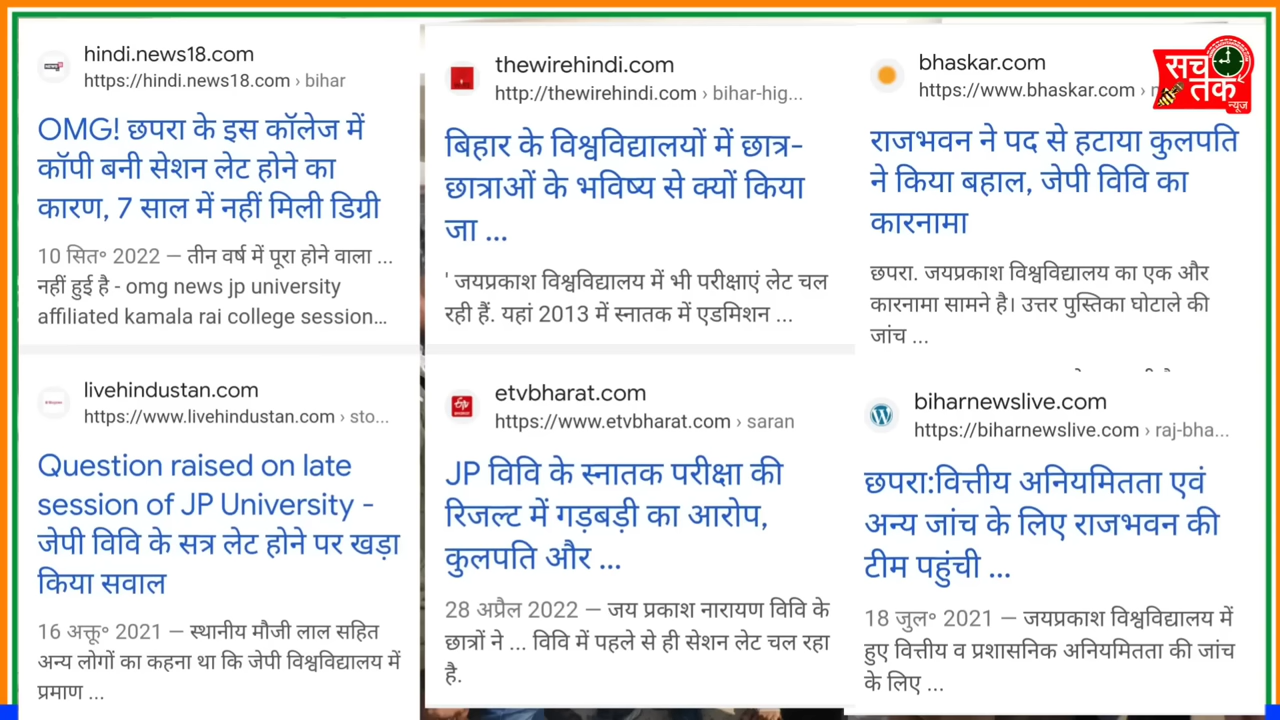 hindi.news18.com
https://hindi.news18.com › bihar
OMG! छपरा के इस कॉलेज में
कॉपी बनी सेशन लेट होने का
कारण, 7 साल में नहीं मिली डिग्री
10 सित॰ 2022 — तीन वर्ष में पूरा होने वाला ...
नहीं हुई है - omg news jp university
affiliated kamala rai college session...
thewirehindi.com
http://thewirehindi.com › bihar-hig...
बिहार के विश्वविद्यालयों में छात्र-
छात्राओं के भविष्य से क्यों किया
जा ...
' जयप्रकाश विश्वविद्यालय में भी परीक्षाएं लेट चल
रही हैं. यहां 2013 में स्नातक में एडमिशन ...
bhaskar.com
https://www.bhaskar.com ›
राजभवन ने पद से हटाया कुलपति
ने किया बहाल, जेपी विवि का
कारनामा
छपरा. जयप्रकाश विश्वविद्यालय का एक और
कारनामा सामने है। उत्तर पुस्तिका घोटाले की
जांच ...
सच
तक
न्यूज
livehindustan.com
https://www.livehindustan.com › sto...
Question raised on late
session of JP University -
जेपी विवि के सत्र लेट होने पर खड़ा
किया सवाल
16 अक्तू॰ 2021 — स्थानीय मौजी लाल सहित
अन्य लोगों का कहना था कि जेपी विश्वविद्यालय में
प्रमाण ...
etvbharat.com
https://www.etvbharat.com › saran
JP विवि के स्नातक परीक्षा की
रिजल्ट में गड़बड़ी का आरोप,
कुलपति और ...
28 अप्रैल 2022 — जय प्रकाश नारायण विवि के
छात्रों ने ... विवि में पहले से ही सेशन लेट चल रहा
है.
biharnewslive.com
https://biharnewslive.com › raj-bha...
छपरा:वित्तीय अनियमितता एवं
अन्य जांच के लिए राजभवन की
टीम पहुंची ...
18 जुल॰ 2021 — जयप्रकाश विश्वविद्यालय में
हुए वित्तीय व प्रशासनिक अनियमितता की जांच
के लिए ...